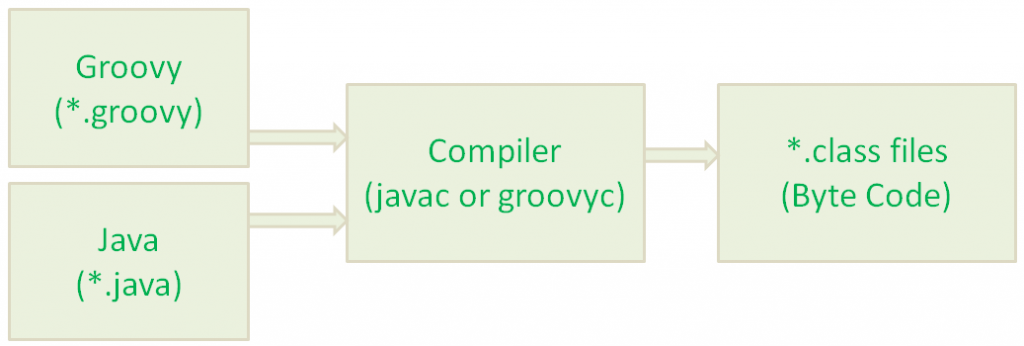 Groovy
(*.groovy)
Java
(*.java)
Compiler
(javac or groovyc)
*.class files
(Byte Code)